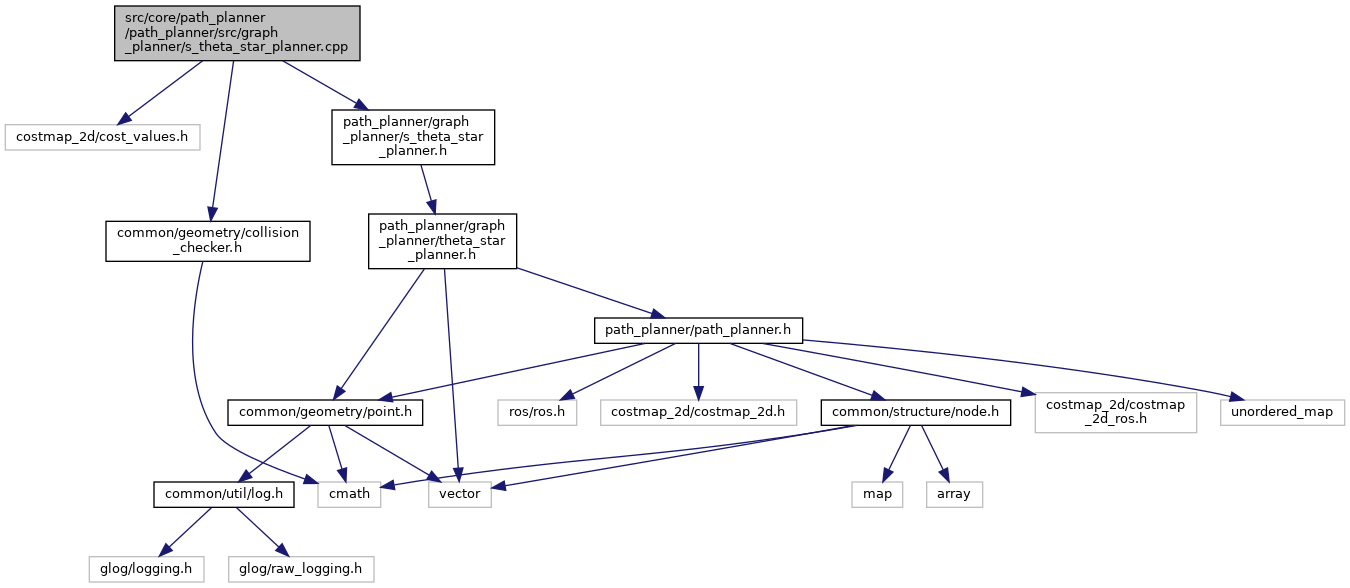 src/core/path_planner
/path_planner/src/graph
_planner/s_theta_star_planner.cpp
costmap_2d/cost_values.h
path_planner/graph
_planner/s_theta_star
_planner.h
common/geometry/collision
_checker.h
path_planner/graph
_planner/theta_star
_planner.h
path_planner/path_planner.h
common/geometry/point.h
ros/ros.h
costmap_2d/costmap_2d.h
common/structure/node.h
costmap_2d/costmap
_2d_ros.h
unordered_map
common/util/log.h
cmath
vector
map
array
glog/logging.h
glog/raw_logging.h